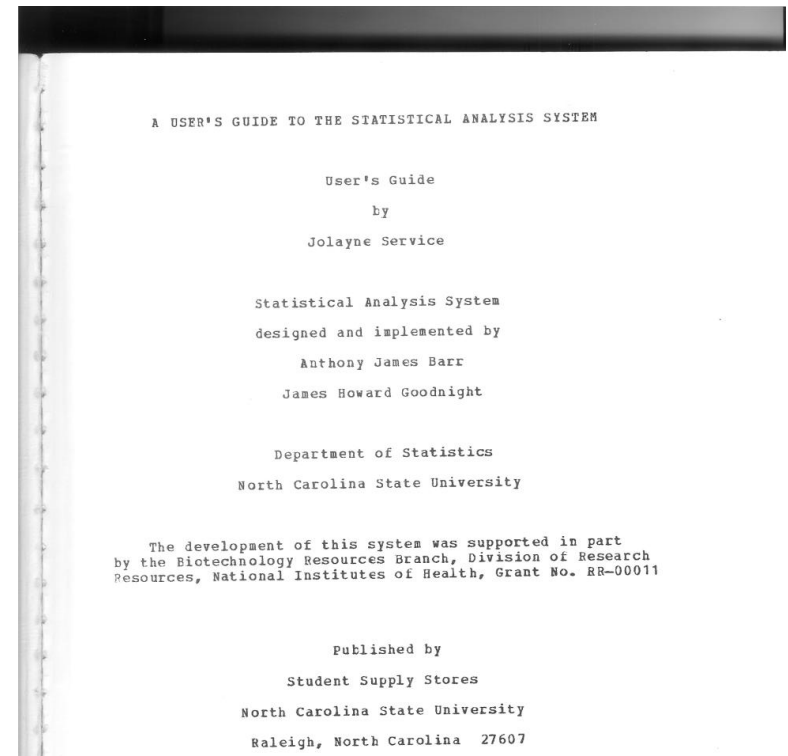 A USER'S GUIDE TO THE STATISTICAL ANALYSIS SYSTEM
User's Guide
by
Jolayne Service
Statistical Analysis System
designed and implemented by
Anthony James Barr
James Howard Goodnight
Department of Statistics
North Carolina State University
The development of this system was supported in part
by the Biotechnology Resources Branch, Division of Research
Resources, National Institutes of Health, Grant No. RR-00011
Published by
Student Supply Stores
North Carolina State University
Raleigh, North Carolina 27607